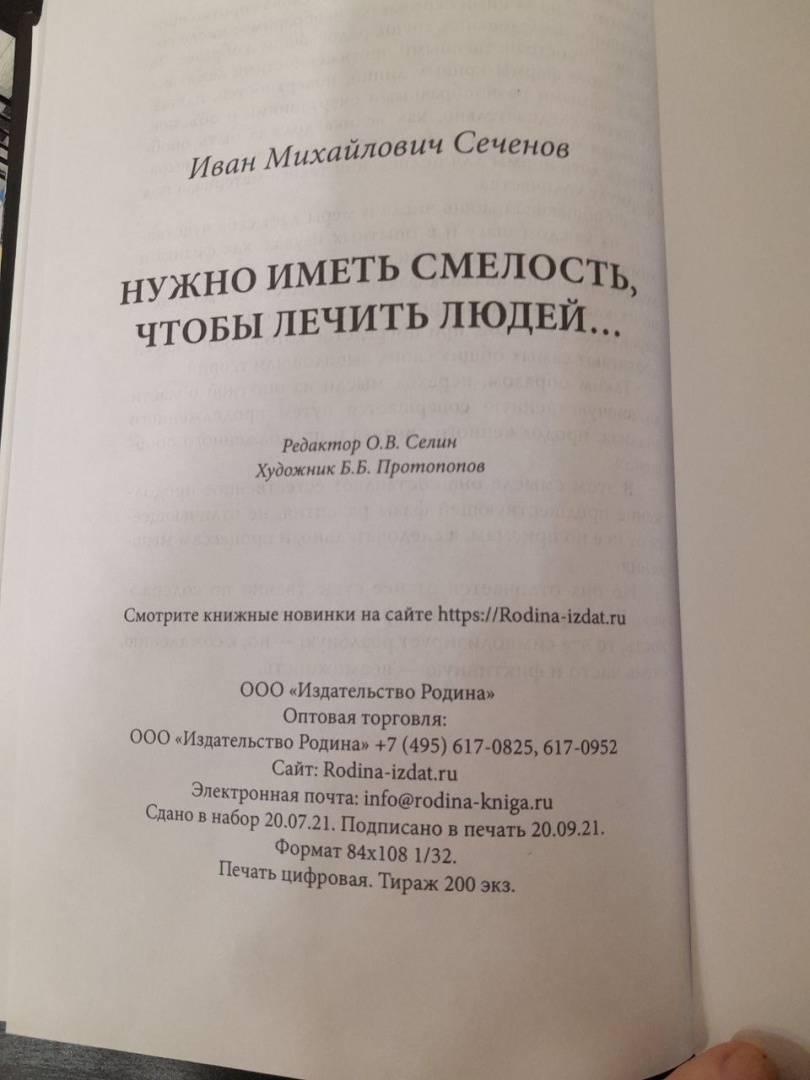 Иван Михайлович Сеченов
НУЖНО ИМЕТЬ СМЕЛОСТЬ,
ЧТОБЫ ЛЕЧИТЬ ЛЮДЕЙ...
Редактор О.В. Селин
Художник Б.Б. Протопопов
Смотрите книжные новинки на сайте https://Rodina-izdat.ru
ООО «Издательство Родина»
Оптовая торговля:
ООО «Издательство Родина» +7 (495) 617-0825, 617-0952
Сайт: Rodina-izdat.ru
Электронная почта: info@rodina-kniga.ru
Сдано в набор 20.07.21. Подписано в печать 20.09.21.
Формат 84х108 1/32.
Печать цифровая. Тираж 200 экз.